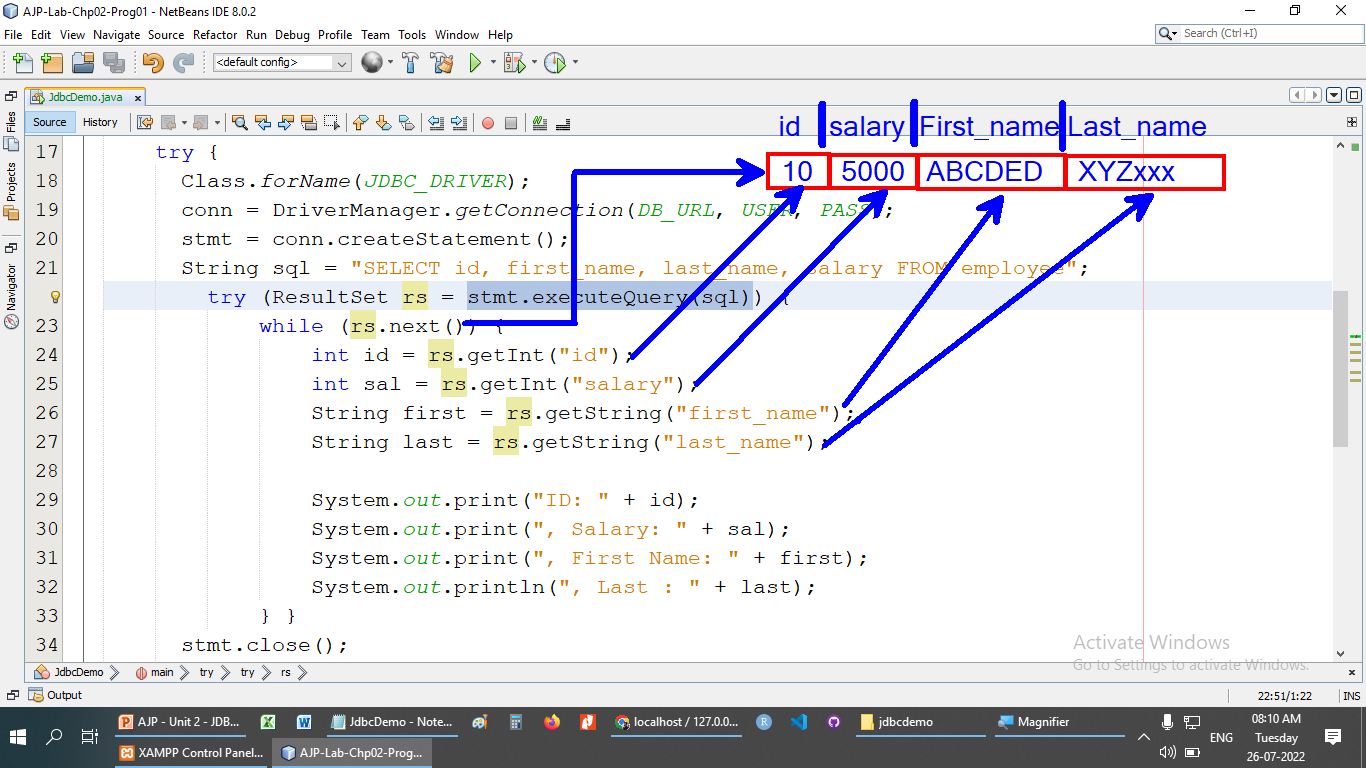 AJP-Lab-Chp02-Prog01 - NetBeans IDE 8.0.2
File Edit View Navigate Source Refactor Run Debug Profile Team Tools Window Help
Search (Ctrl+I)
<default config>
JdbcDemo.java
Source History
Files
Projects
Navigator
id salary First_name Last_name
10 5000 ABCDED XYZxxx
17 try {
18 Class.forName(JDBC_DRIVER);
19 conn = DriverManager.getConnection(DB_URL, USER, PASS);
20 stmt = conn.createStatement();
21 String sql = "SELECT id, first_name, last_name, salary FROM employee";
try (ResultSet rs = stmt.executeQuery(sql)) {
23 while (rs.next()) {
24 int id = rs.getInt("id");
25 int sal = rs.getInt("salary");
26 String first = rs.getString("first_name");
27 String last = rs.getString("last_name");
28
29 System.out.print("ID: " + id);
30 System.out.print(", Salary: " + sal);
31 System.out.print(", First Name: " + first);
32 System.out.println(", Last : " + last);
33 } }
34 stmt.close();
Activate Windows
Go to Settings to activate Windows.
JdbcDemo main try try rs
Output
22:51/1:22 INS
AJP - Unit 2 - JDB... JdbcDemo - Note... localhost / 127.0.0... jdbcdemo Magnifier
XAMPP Control Panel... AJP-Lab-Chp02-Prog...
ENG
08:10 AM
Tuesday
26-07-2022